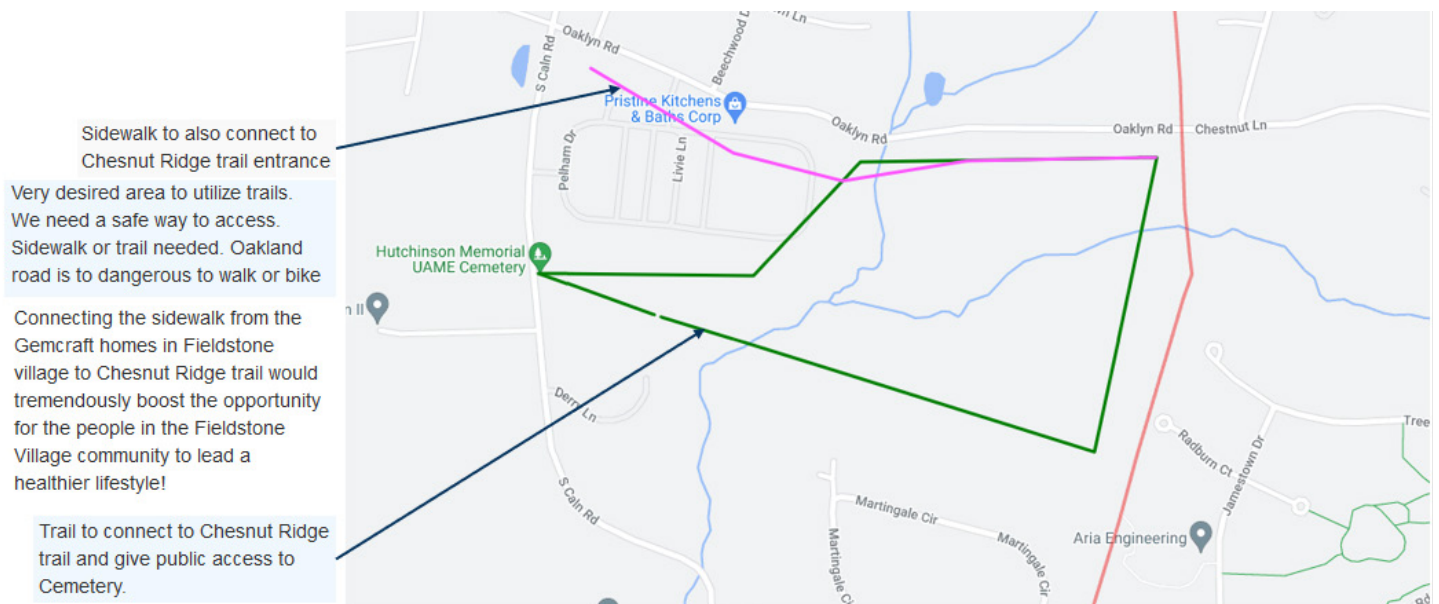 Sidewalk to also connect to
Chesnut Ridge trail entrance
Very desired area to utilize trails.
We need a safe way to access.
Sidewalk or trail needed. Oakland
road is to dangerous to walk or bike
Connecting the sidewalk from the
Gemcraft homes in Fieldstone
village to Chesnut Ridge trail would
tremendously boost the opportunity
for the people in the Fieldstone
Village community to lead a
healthier lifestyle!
Trail to connect to Chesnut Ridge
trail and give public access to
Cemetery.
Oaklyn Rd
S Caln Rd
Beechwood D
n Ln
Pristine Kitchens
& Baths Corp
Oaklyn Rd
Oaklyn Rd
Chestnut Ln
Pelham Dr
Livie Ln
Hutchinson Memorial
UAME Cemetery
n II
Derry Ln
S Caln Rd
Martingale Cir
Martingale Ci
Martingale Cir
Radburn Ct
Jamestown Dr
Tree
Aria Engineering
Rd